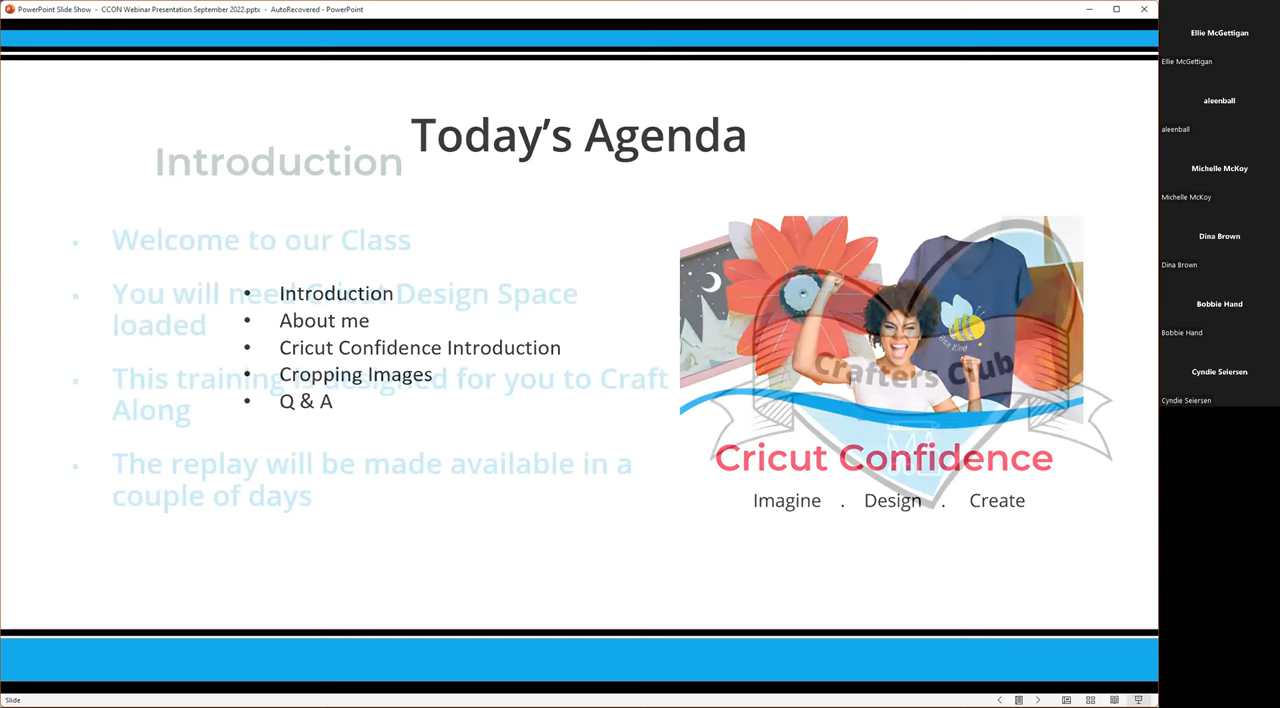 PowerPoint Slide Show - CCON Webinar Presentation September 2022.pptx - AutoRecovered - PowerPoint
Today’s Agenda
Introduction
▪ Welcome to our Class
▪ You will need Cricut Design Space
loaded
▪ This training is designed for you to Craft
Along
▪ The replay will be made available in a
couple of days
• Introduction
• About me
• Cricut Confidence Introduction
• Cropping Images
• Q & A
Bee Kind
Crafters Club
Cricut Confidence
Imagine . Design . Create
Slide
Ellie McGettigan
Ellie McGettigan
aleenball
aleenball
Michelle McKoy
Michelle McKoy
Dina Brown
Dina Brown
Bobbie Hand
Bobbie Hand
Cyndie Seiersen
Cyndie Seiersen